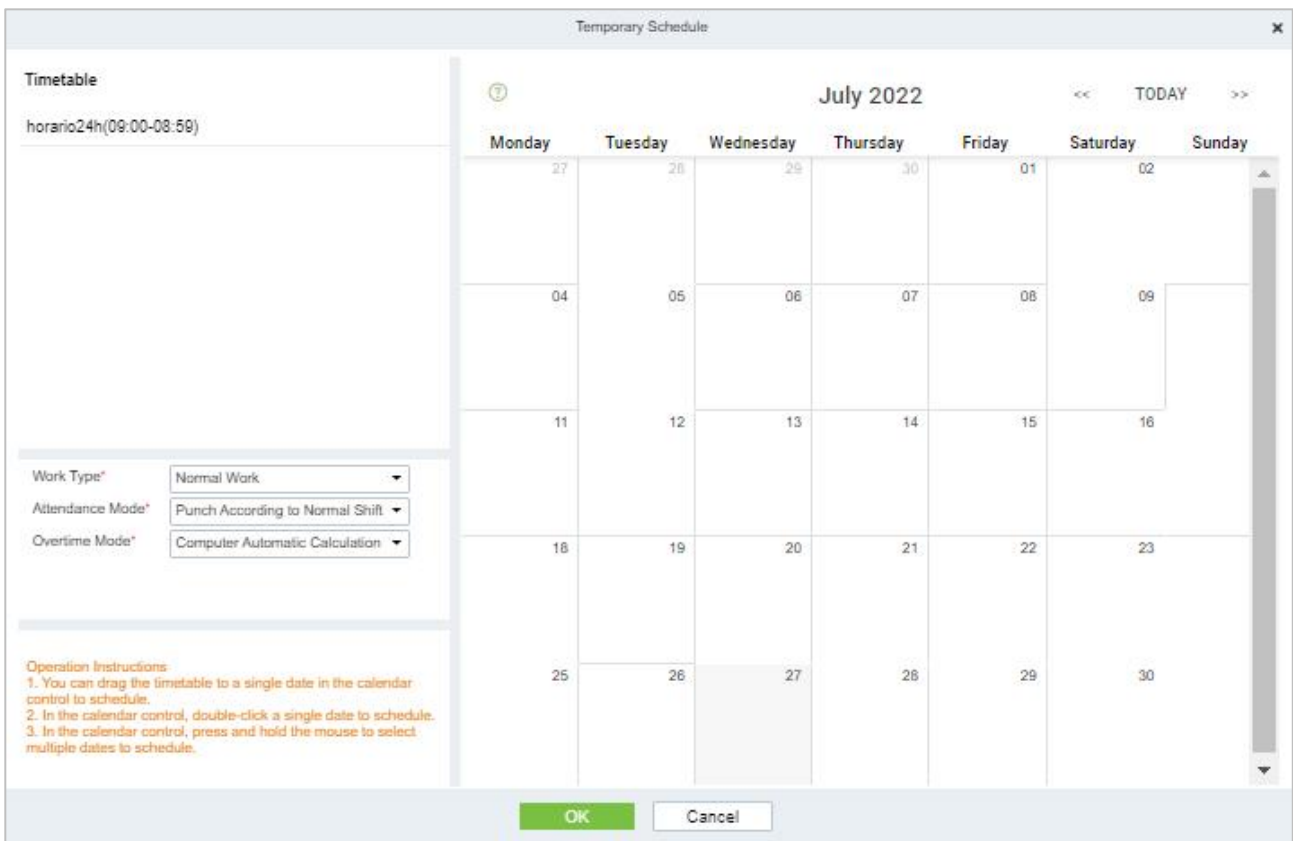 Temporary Schedule ×
Timetable
horario24h(09:00-08:59)
Work Type* Normal Work
Attendance Mode* Punch According to Normal Shift
Overtime Mode* Computer Automatic Calculation
Operation Instructions
1. You can drag the timetable to a single date in the calendar
control to schedule.
2. In the calendar control, double-click a single date to schedule.
3. In the calendar control, press and hold the mouse to select
multiple dates to schedule.
? July 2022 << TODAY >>
Monday Tuesday Wednesday Thursday Friday Saturday Sunday
27 28 29 30 01 02
04 05 06 07 08 09
11 12 13 14 15 16
18 19 20 21 22 23
25 26 27 28 29 30
OK Cancel